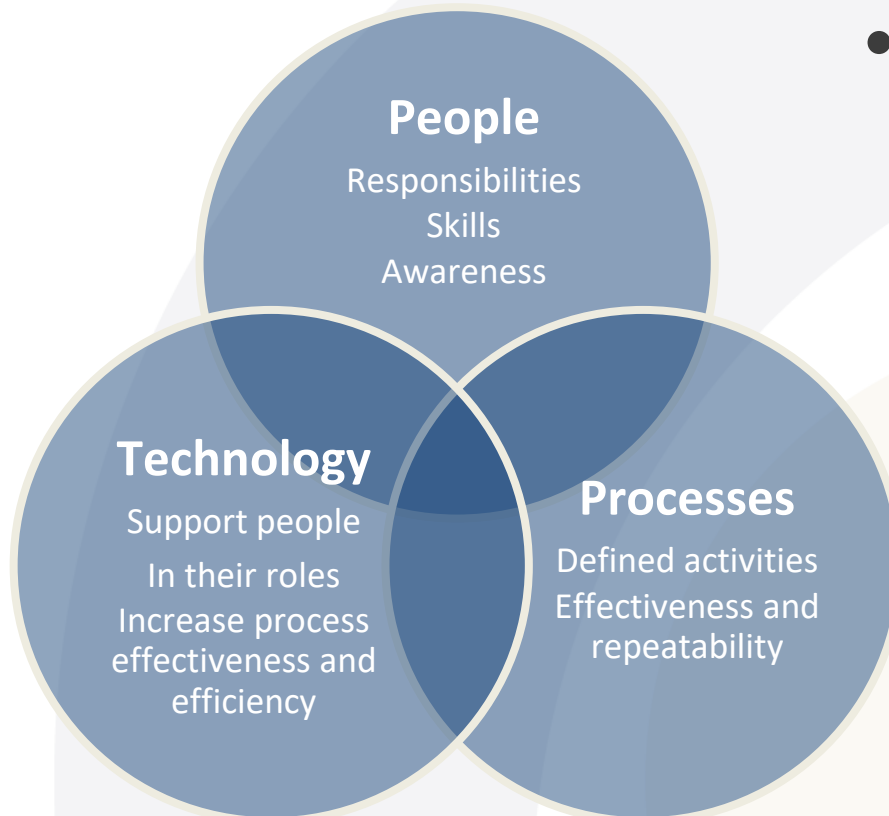 People
Responsibilities
Skills
Awareness
Technology
Support people
In their roles
Increase process
effectiveness and
efficiency
Processes
Defined activities
Effectiveness and
repeatability